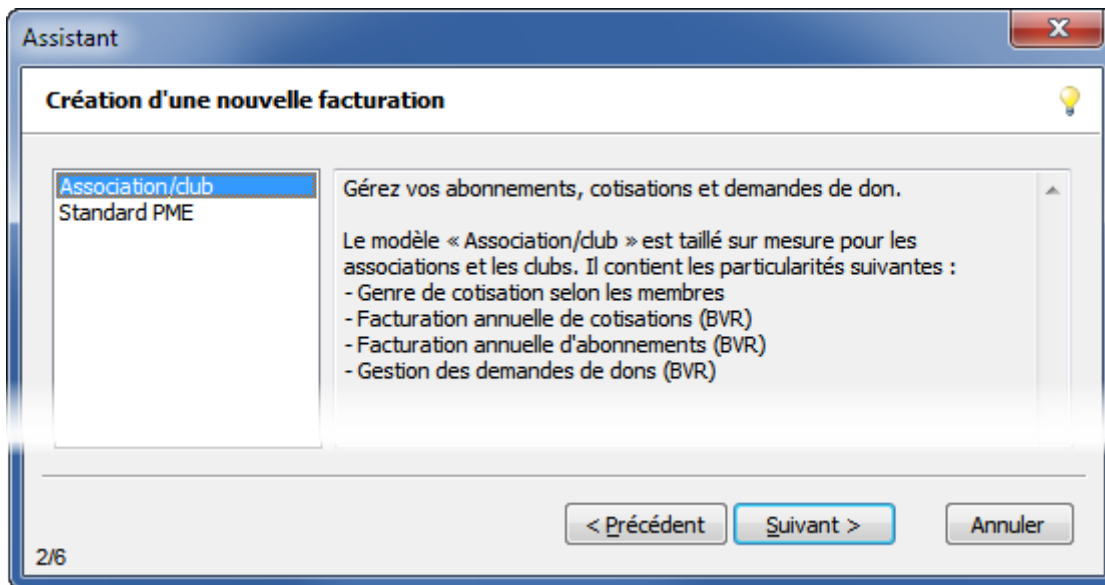 Assistant
Création d'une nouvelle facturation
Association/club
Standard PME
Gérez vos abonnements, cotisations et demandes de don.
Le modèle « Association/club » est taillé sur mesure pour les
associations et les clubs. Il contient les particularités suivantes :
- Genre de cotisation selon les membres
- Facturation annuelle de cotisations (BVR)
- Facturation annuelle d'abonnements (BVR)
- Gestion des demandes de dons (BVR)
< Précédent
Suivant >
Annuler
2/6